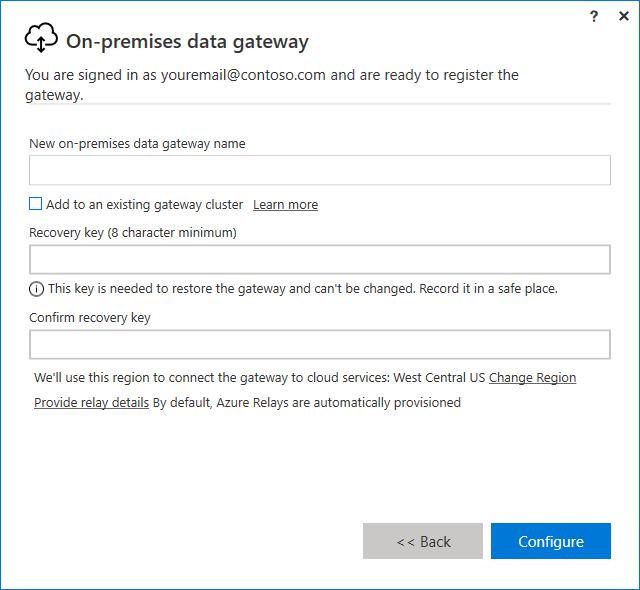 ? ✕
On-premises data gateway
You are signed in as youremail@contoso.com and are ready to register the
gateway.
New on-premises data gateway name
Add to an existing gateway cluster Learn more
Recovery key (8 character minimum)
This key is needed to restore the gateway and can't be changed. Record it in a safe place.
Confirm recovery key
We'll use this region to connect the gateway to cloud services: West Central US Change Region
Provide relay details By default, Azure Relays are automatically provisioned
<< Back Configure